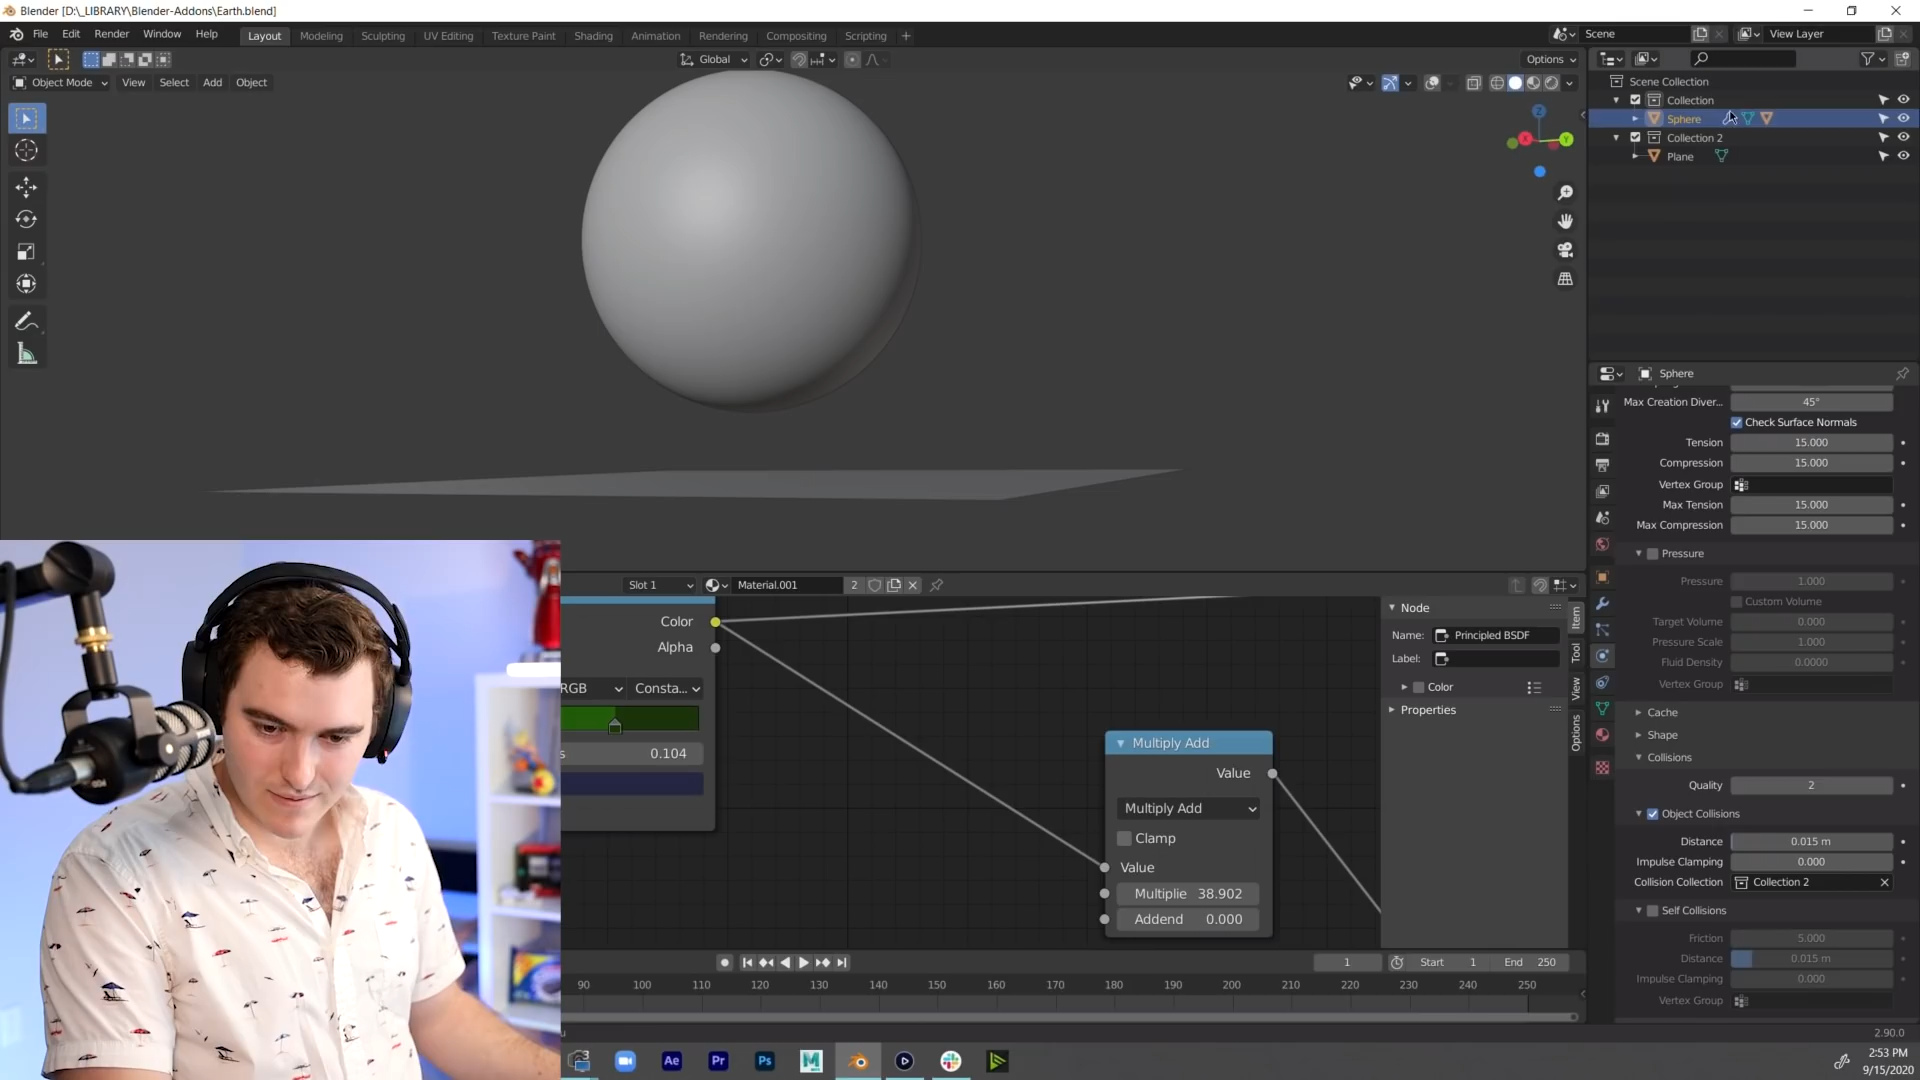 Blender [D:\_LIBRARY\Blender-Addons\Earth.blend]
File Edit Render Window Help
Layout Modeling Sculpting UV Editing Texture Paint Shading Animation Rendering Compositing Scripting +
Scene View Layer
Global Options
Object Mode View Select Add Object
Scene Collection
Collection
Sphere
Collection 2
Plane
Z
X
Y
Sphere
Max Creation Diver... 45°
Check Surface Normals
Tension 15.000
Compression 15.000
Vertex Group
Max Tension 15.000
Max Compression 15.000
Pressure
Pressure 1.000
Custom Volume
Target Volume 0.000
Pressure Scale 1.000
Fluid Density 0.0000
Vertex Group
Cache
Shape
Collisions
Quality 2
Object Collisions
Distance 0.015 m
Impulse Clamping 0.000
Collision Collection Collection 2
Self Collisions
Friction 5.000
Distance 0.015 m
Impulse Clamping 0.000
Vertex Group
Slot 1 Material.001 2
Color
Alpha
RGB Consta...
s 0.104
Multiply Add
Value
Multiply Add
Clamp
Value
Multiplie 38.902
Addend 0.000
Node
Name: Principled BSDF
Label:
Color
Properties
Item
Tool
View
Options
1 Start 1 End 250
90 100 110 120 130 140 150 160 170 180 190 200 210 220 230 240 250
2.90.0
Ae Pr Ps M
2:53 PM
9/15/2020